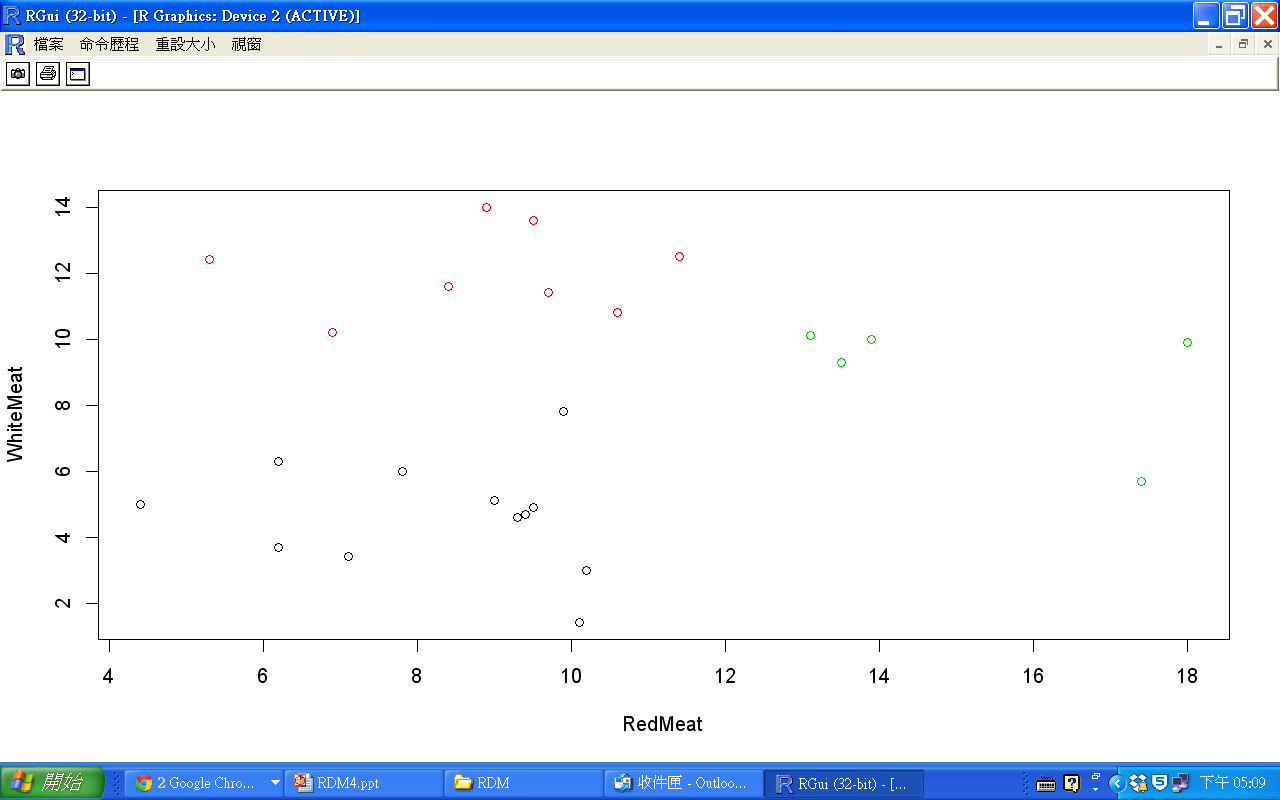 RGui (32-bit) - [R Graphics: Device 2 (ACTIVE)]
檔案 命令歷程 重設大小 視窗
14
12
10
8
6
4
2
WhiteMeat
4 6 8 10 12 14 16 18
RedMeat
開始 2 Google Chro... RDM4.ppt RDM 收件匣 - Outloo... RGui (32-bit) - [... 下午 05:09